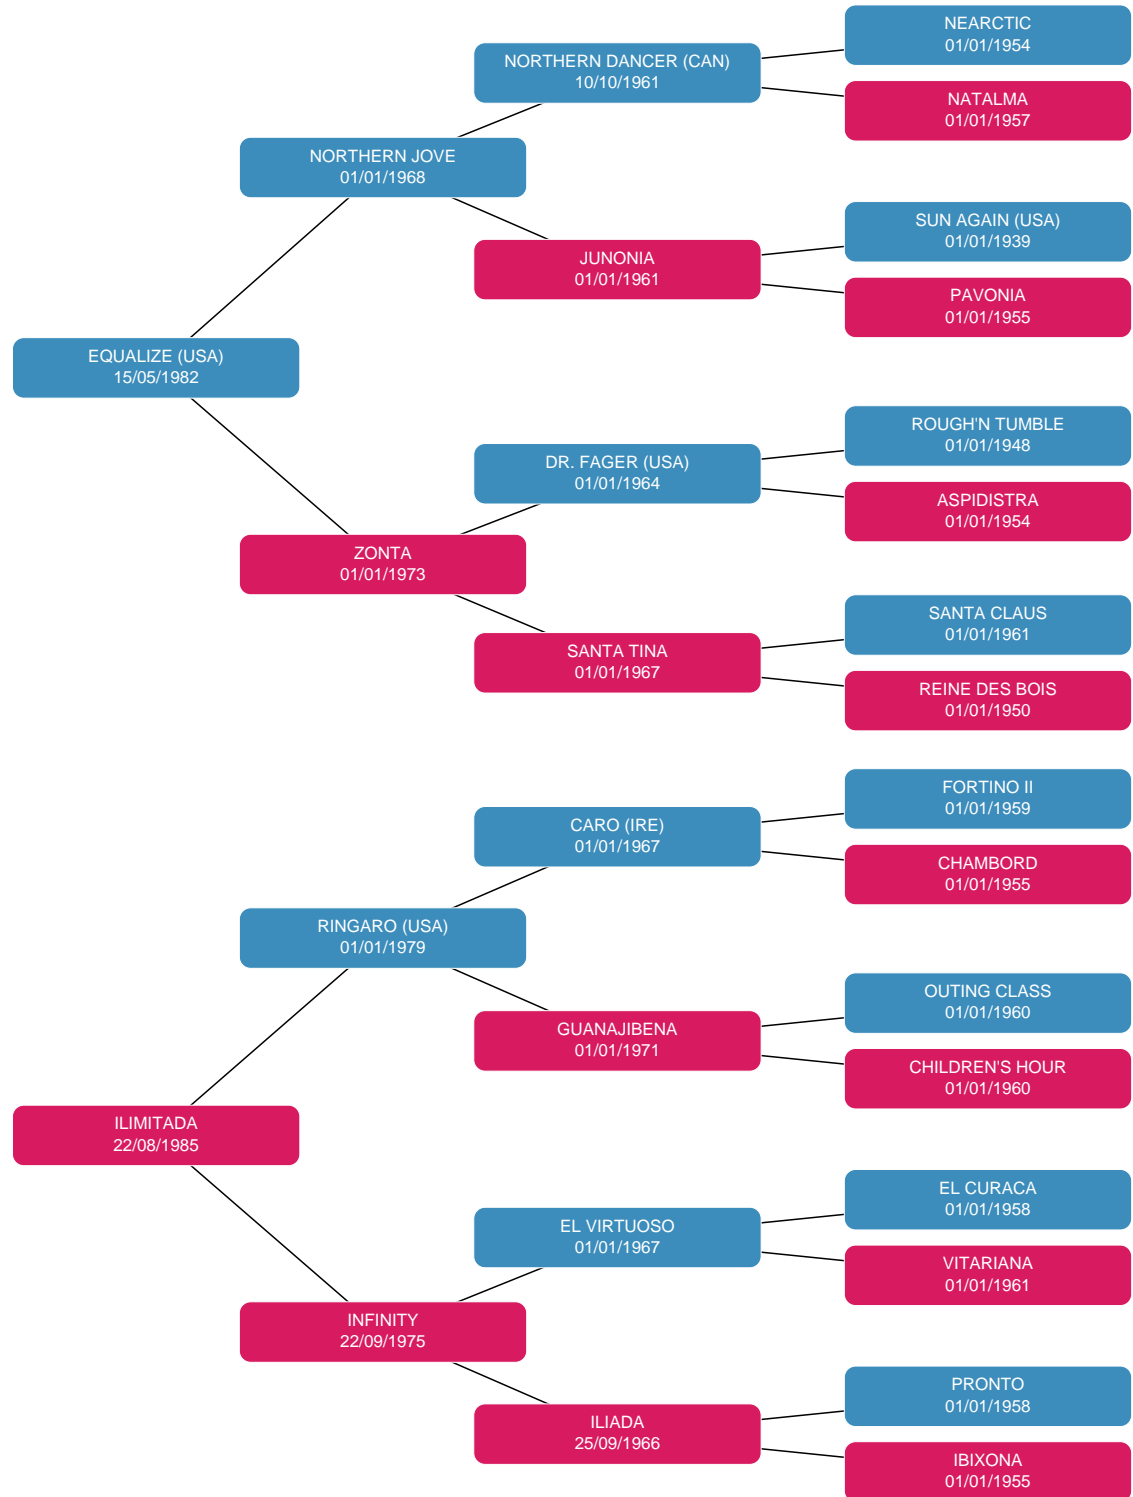 NEARCTIC
01/01/1954
NORTHERN DANCER (CAN)
10/10/1961
NATALMA
01/01/1957
NORTHERN JOVE
01/01/1968
SUN AGAIN (USA)
01/01/1939
JUNONIA
01/01/1961
PAVONIA
01/01/1955
EQUALIZE (USA)
15/05/1982
ROUGH'N TUMBLE
01/01/1948
DR. FAGER (USA)
01/01/1964
ASPIDISTRA
01/01/1954
ZONTA
01/01/1973
SANTA CLAUS
01/01/1961
SANTA TINA
01/01/1967
REINE DES BOIS
01/01/1950
FORTINO II
01/01/1959
CARO (IRE)
01/01/1967
CHAMBORD
01/01/1955
RINGARO (USA)
01/01/1979
OUTING CLASS
01/01/1960
GUANAJIBENA
01/01/1971
CHILDREN'S HOUR
01/01/1960
ILIMITADA
22/08/1985
EL CURACA
01/01/1958
EL VIRTUOSO
01/01/1967
VITARIANA
01/01/1961
INFINITY
22/09/1975
PRONTO
01/01/1958
ILIADA
25/09/1966
IBIXONA
01/01/1955